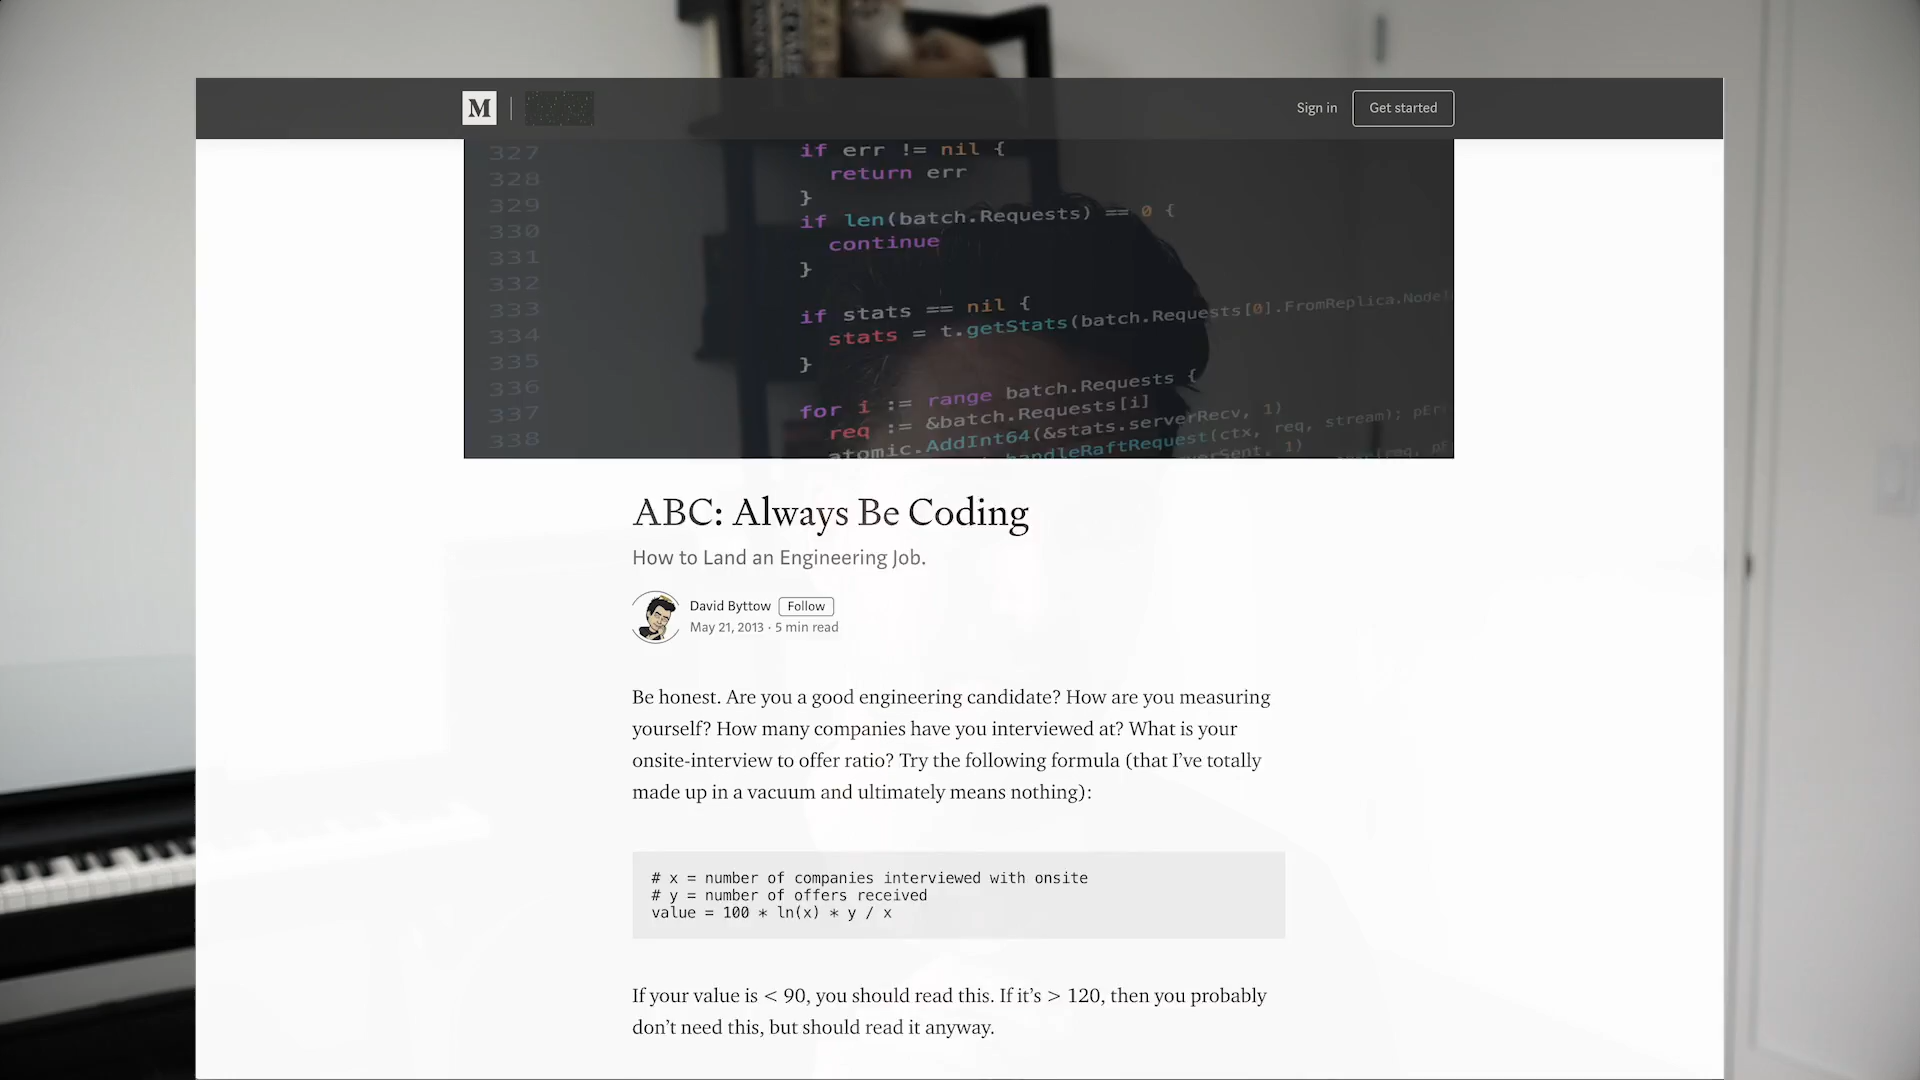 M
Sign in
Get started
327
328
329
330
331
332
333
334
335
336
337
338
if err != nil {
return err
}
if len(batch.Requests) == 0 {
continue
}
if stats == nil {
stats = t.getStats(batch.Requests[0].FromReplica.Node
}
for i := range batch.Requests {
req := &batch.Requests[i]
atomic.AddInt64(&stats.serverRecv, 1)
handleRaftRequest(ctx, req, stream); pEr
ABC: Always Be Coding
How to Land an Engineering Job.
David Byttow Follow
May 21, 2013 · 5 min read
Be honest. Are you a good engineering candidate? How are you measuring
yourself? How many companies have you interviewed at? What is your
onsite-interview to offer ratio? Try the following formula (that I’ve totally
made up in a vacuum and ultimately means nothing):
# x = number of companies interviewed with onsite
# y = number of offers received
value = 100 * ln(x) * y / x
If your value is < 90, you should read this. If it’s > 120, then you probably
don’t need this, but should read it anyway.